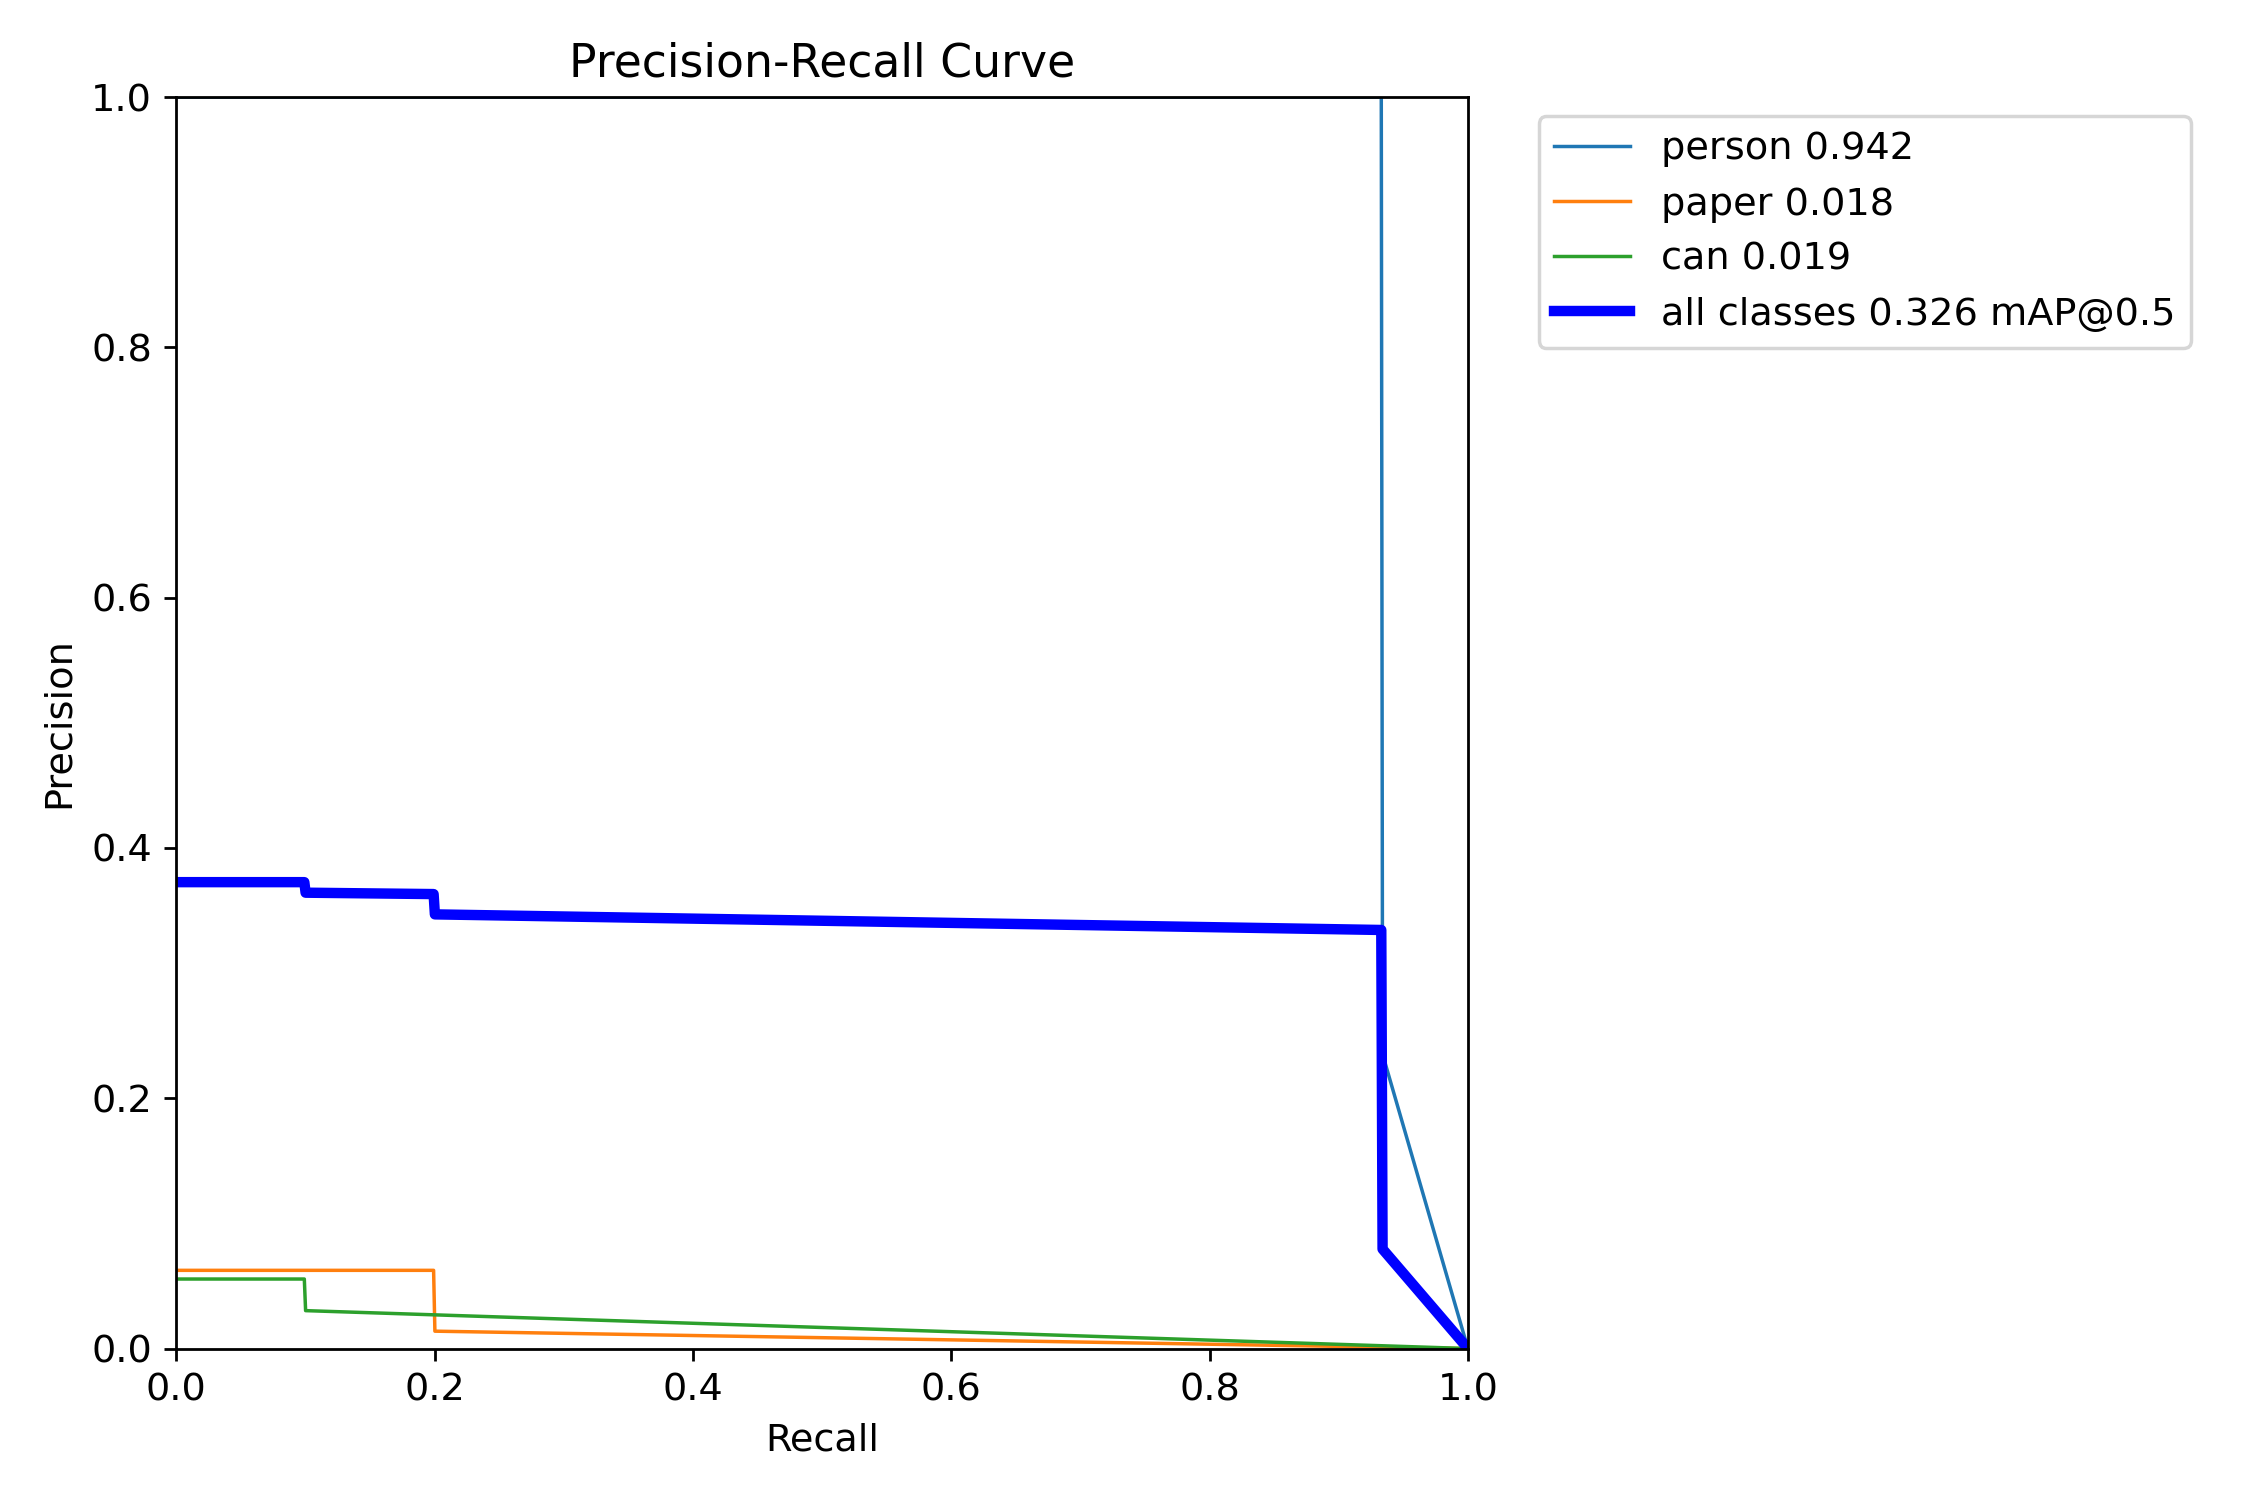 Precision-Recall Curve
person 0.942
paper 0.018
can 0.019
all classes 0.326 mAP@0.5
1.0
0.8
0.6
0.4
0.2
0.0
Precision
0.0 0.2 0.4 0.6 0.8 1.0
Recall